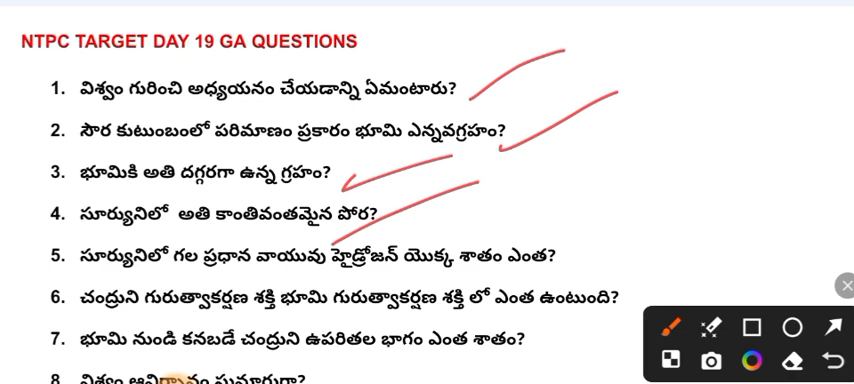 NTPC TARGET DAY 19 GA QUESTIONS
1. విశ్వం గురించి అధ్యయనం చేయడాన్ని ఏమంటారు?
2. సౌర కుటుంబంలో పరిమాణం ప్రకారం భూమి ఎన్నవగ్రహం?
3. భూమికి అతి దగ్గరగా ఉన్న గ్రహం?
4. సూర్యునిలో అతి కాంతివంతమైన పోర?
5. సూర్యునిలో గల ప్రధాన వాయువు హైడ్రోజన్ యొక్క శాతం ఎంత?
6. చంద్రుని గురుత్వాకర్షణ శక్తి భూమి గురుత్వాకర్షణ శక్తి లో ఎంత ఉంటుంది?
7. భూమి నుండి కనబడే చంద్రుని ఉపరితల భాగం ఎంత శాతం?
8. విశ్వం